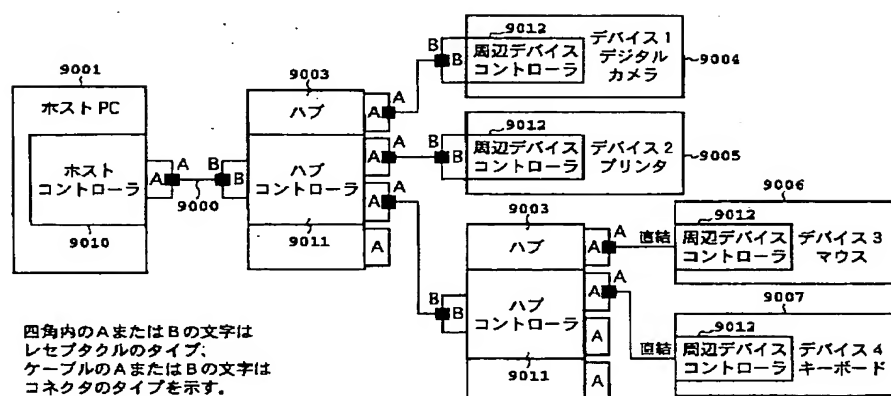 9001
ホスト PC
ホスト
コントローラ
9010
A
A
9000
B
B
9003
ハブ
ハブ
コントローラ
9011
A
A
A
A
A
A
A
B
B
9012
周辺デバイス
コントローラ
デバイス 1
デジタル
カメラ
9004
B
B
9012
周辺デバイス
コントローラ
デバイス 2
プリンタ
9005
9003
ハブ
B
B
ハブ
コントローラ
9011
A
A
A
A
A
A
9006
直結
9012
周辺デバイス
コントローラ
デバイス 3
マウス
9007
直結
9012
周辺デバイス
コントローラ
デバイス 4
キーボード
四角内のAまたはBの文字は
レセプタクルのタイプ;
ケーブルのAまたはBの文字は
コネクタのタイプを示す。